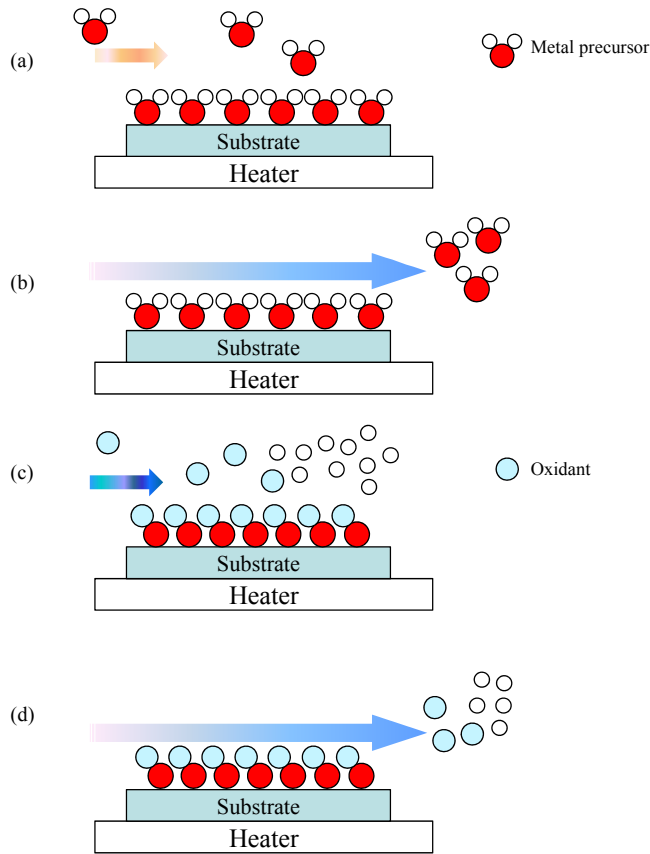 (a)
Metal precursor
Substrate
Heater
(b)
Substrate
Heater
(c)
Oxidant
Substrate
Heater
(d)
Substrate
Heater